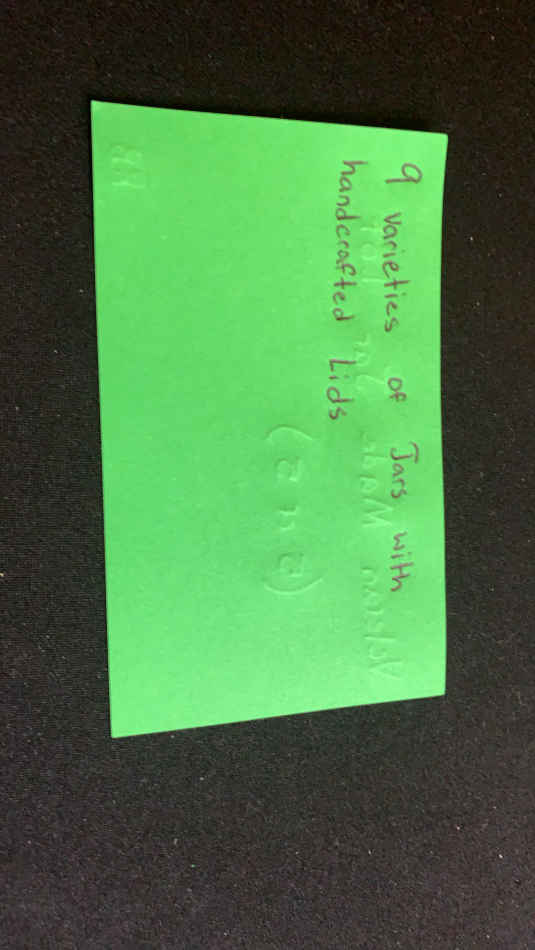 9 varieties of Jars with
handcrafted Lids